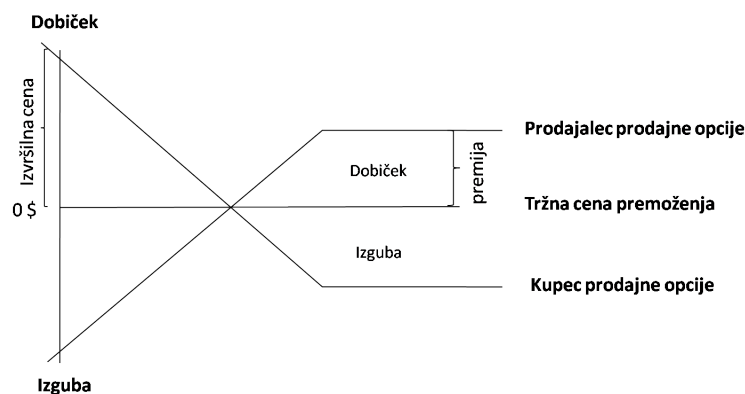 Dobiček
Izvršilna cena
Prodajalec prodajne opcije
Dobiček
premija
0 $
Tržna cena premoženja
Izguba
Kupec prodajne opcije
Izguba